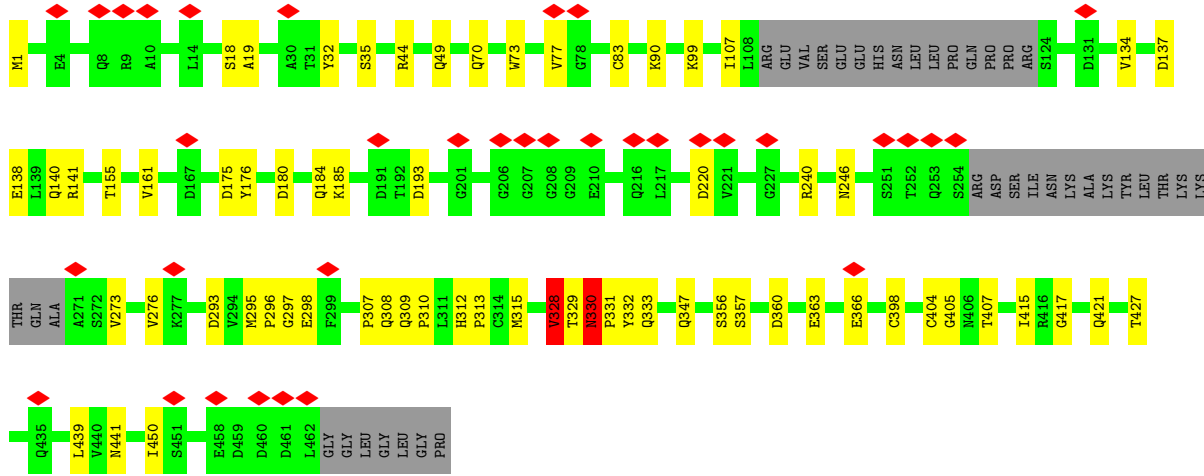 M1 E4 Q8 R9 A10 L14 S18 A19 A30 T31 Y32 S35 R44 Q49 Q70 W73 V77 G78 C83 K90 K99 I107 L108 ARG GLU VAL SER GLU GLU HIS ASN LEU LEU PRO GLN PRO PRO ARG S124 D131 V134 D137
E138 L139 Q140 R141 T155 V161 D167 D175 Y176 D180 Q184 K185 D191 T192 D193 G201 G206 G207 G208 G209 E210 Q216 L217 D220 V221 G227 R240 N246 S251 T252 Q253 S254 ARG ASP SER ILE ASN LYS ALA LYS TYR LEU THR LYS LYS
THR GLN ALA A271 S272 V273 V276 K277 D293 V294 M295 P296 G297 E298 F299 P307 Q308 Q309 P310 L311 H312 P313 C314 M315 V328 T329 N330 P331 Y332 Q333 Q347 S356 S357 D360 E363 E366 C398 C404 G405 N406 T407 I415 R416 G417 Q421 T427
Q435 L439 V440 N441 I450 S451 E458 D459 D460 D461 L462 GLY GLY LEU GLY LEU GLY PRO